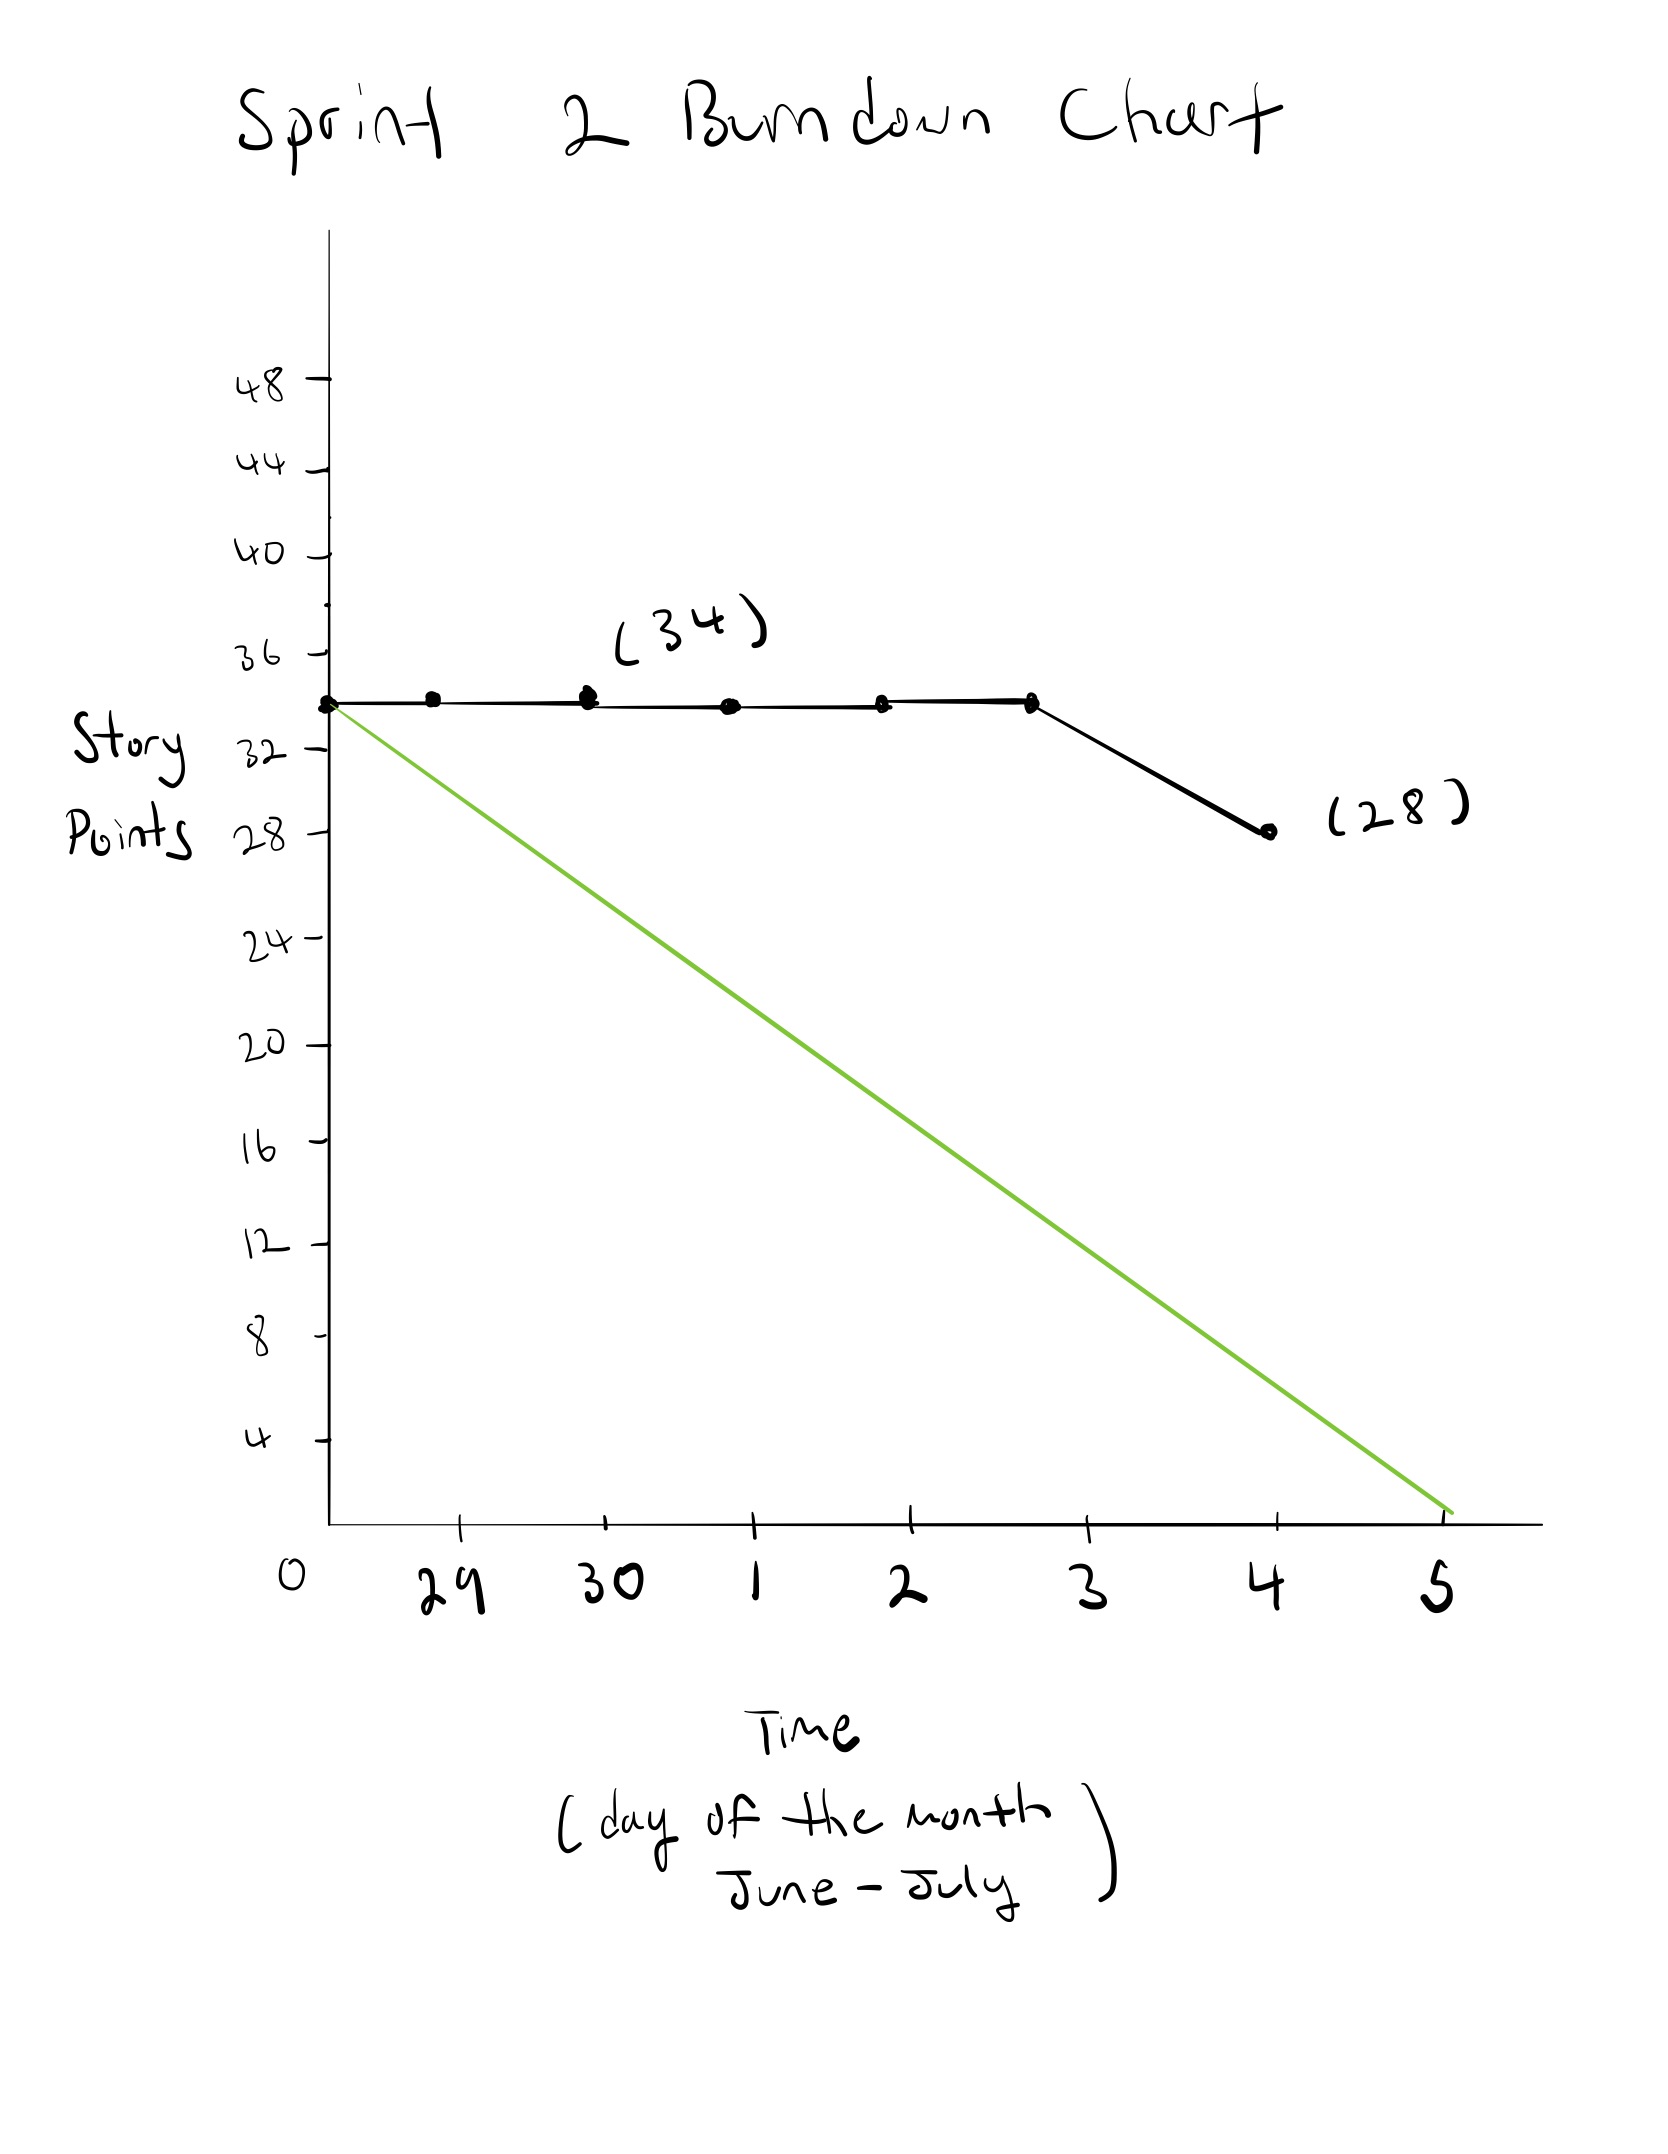 Sprint 2 Burndown Chart
48
44
40
(34)
36
Story
32
Points
28
(28)
24
20
16
12
8
4
0 29 30 1 2 3 4 5
Time
(day of the month
June - July)